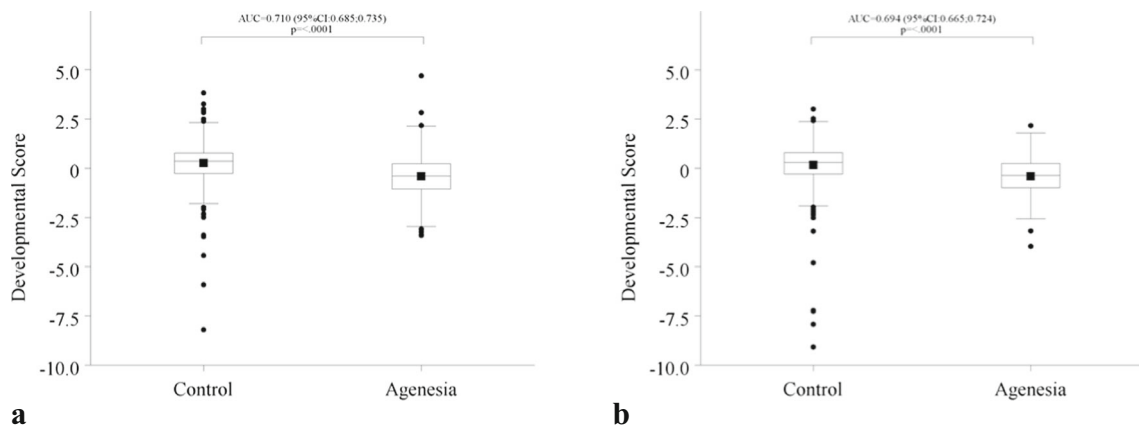 AUC=0.710 (95%CI:0.685;0.735)
p=<.0001
5.0
2.5
0
-2.5
-5.0
-7.5
-10.0
Developmental Score
Control Agenesia
a
AUC=0.694 (95%CI:0.665;0.724)
p=<.0001
5.0
2.5
0
-2.5
-5.0
-7.5
-10.0
Developmental Score
Control Agenesia
b